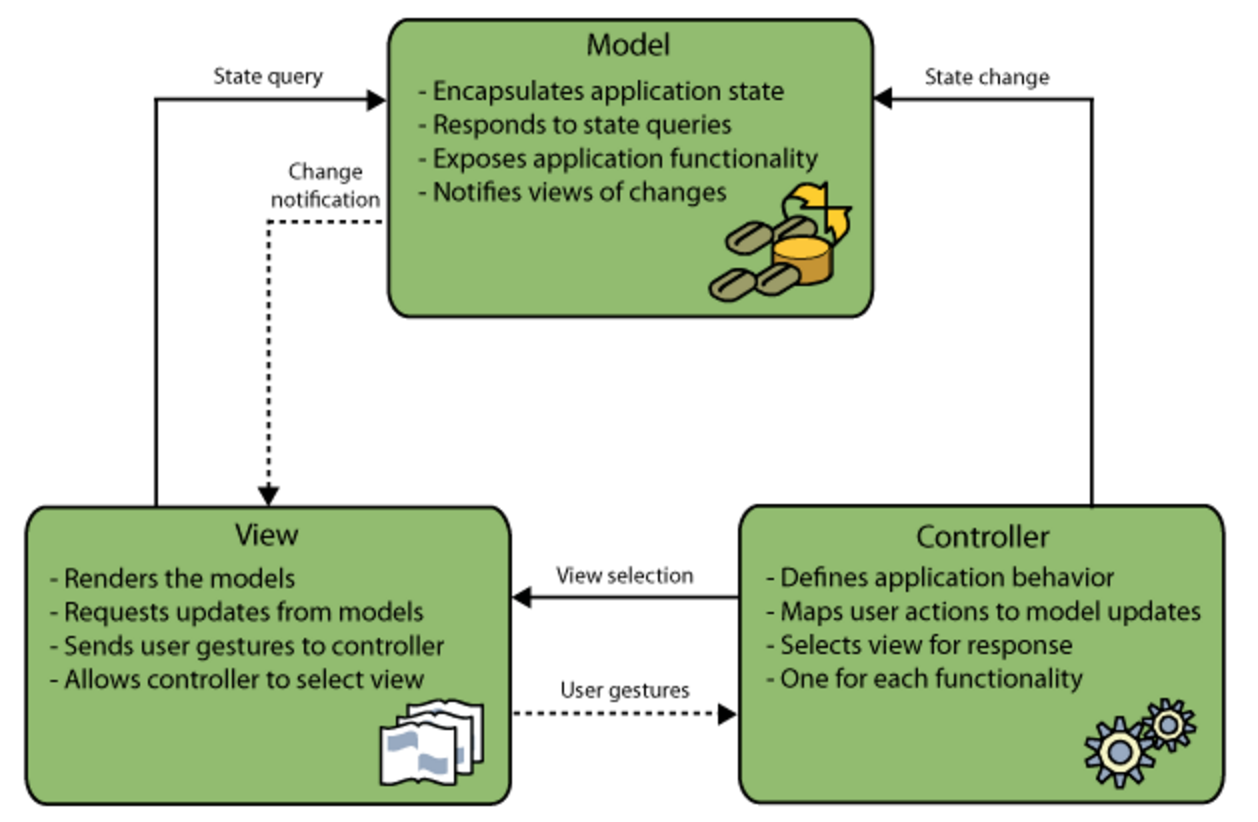 Model
- Encapsulates application state
- Responds to state queries
- Exposes application functionality
- Notifies views of changes
State query
State change
Change
notification
View
- Renders the models
- Requests updates from models
- Sends user gestures to controller
- Allows controller to select view
View selection
User gestures
Controller
- Defines application behavior
- Maps user actions to model updates
- Selects view for response
- One for each functionality